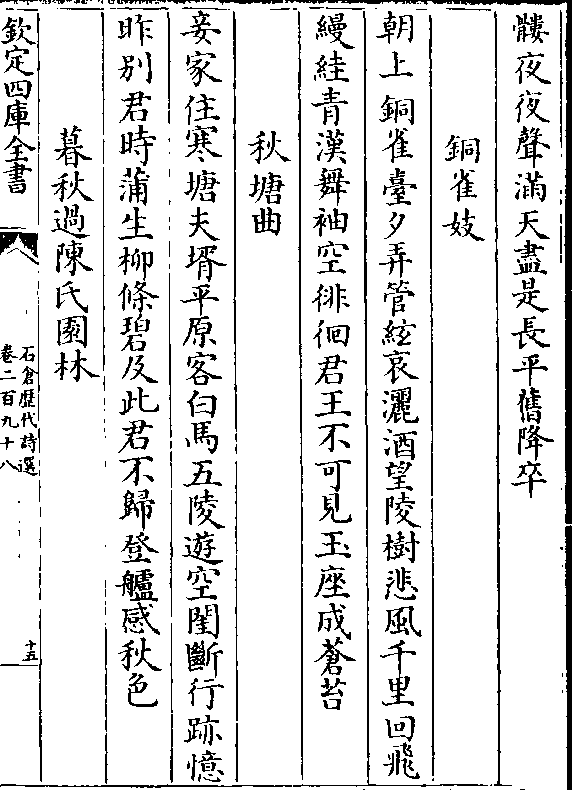 髏夜夜聲滿天盡是長平舊降卒
銅雀妓
朝上銅雀臺夕弄管絃哀灑酒望陵樹悲風千里回飛
縵絓青漢舞袖空徘徊君王不可見玉座成蒼苔
秋塘曲
妾家住寒塘夫壻平原客白馬五陵遊空閨斷行跡憶
昨别君時蒲生柳條碧及此君不歸登艫感秋色
暮秋過陳氏園林
欽定四庫全書
石倉歷代詩選
卷二百九十八
十五